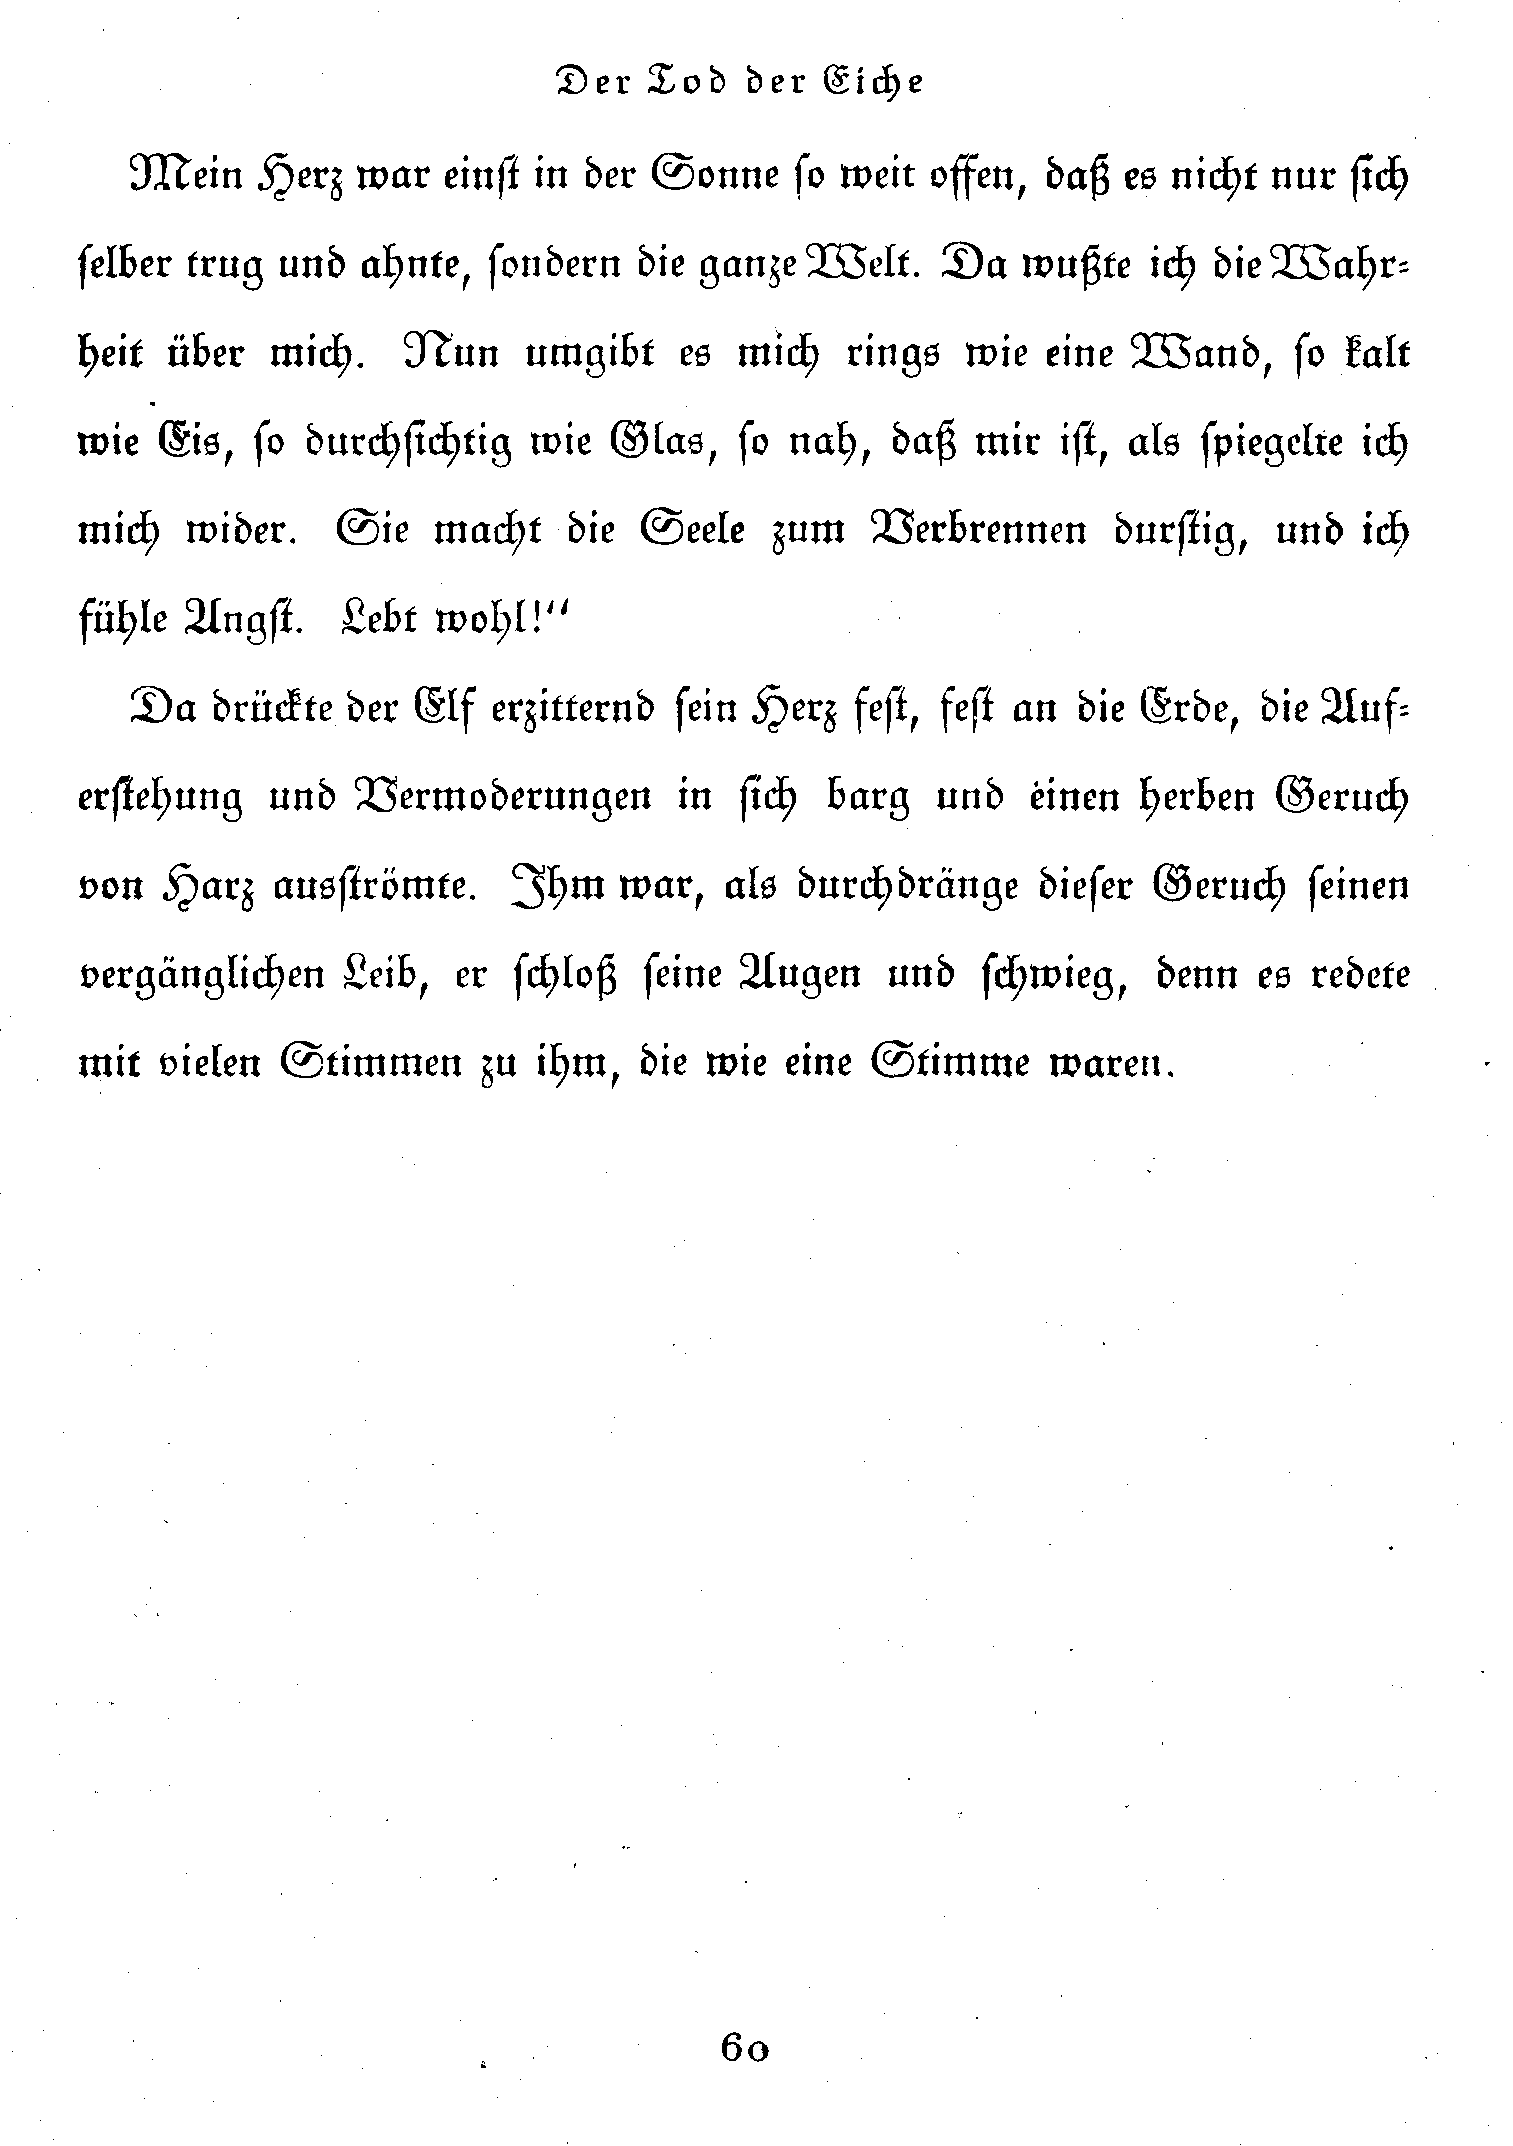 Der Tod der Eiche
Mein Herz war einſt in der Sonne ſo weit offen, daß es nicht nur ſich
ſelber trug und ahnte, ſondern die ganze Welt. Da wußte ich die Wahr⸗
heit über mich. Nun umgibt es mich rings wie eine Wand, ſo kalt
wie Eis, ſo durchſichtig wie Glas, ſo nah, daß mir iſt, als ſpiegelte ich
mich wider. Sie macht die Seele zum Verbrennen durſtig, und ich
fühle Angſt. Lebt wohl!“
Da drückte der Elf erzitternd ſein Herz feſt, feſt an die Erde, die Auf⸗
erſtehung und Vermoderungen in ſich barg und einen herben Geruch
von Harz ausſtrömte. Ihm war, als durchdränge dieſer Geruch ſeinen
vergänglichen Leib, er ſchloß ſeine Augen und ſchwieg, denn es redete
mit vielen Stimmen zu ihm, die wie eine Stimme waren.
60